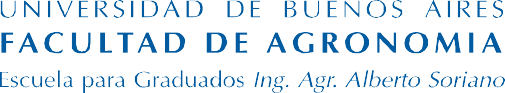 UNIVERSIDAD DE BUENOS AIRES
FACULTAD DE AGRONOMIA
Escuela para Graduados Ing. Agr. Alberto Soriano